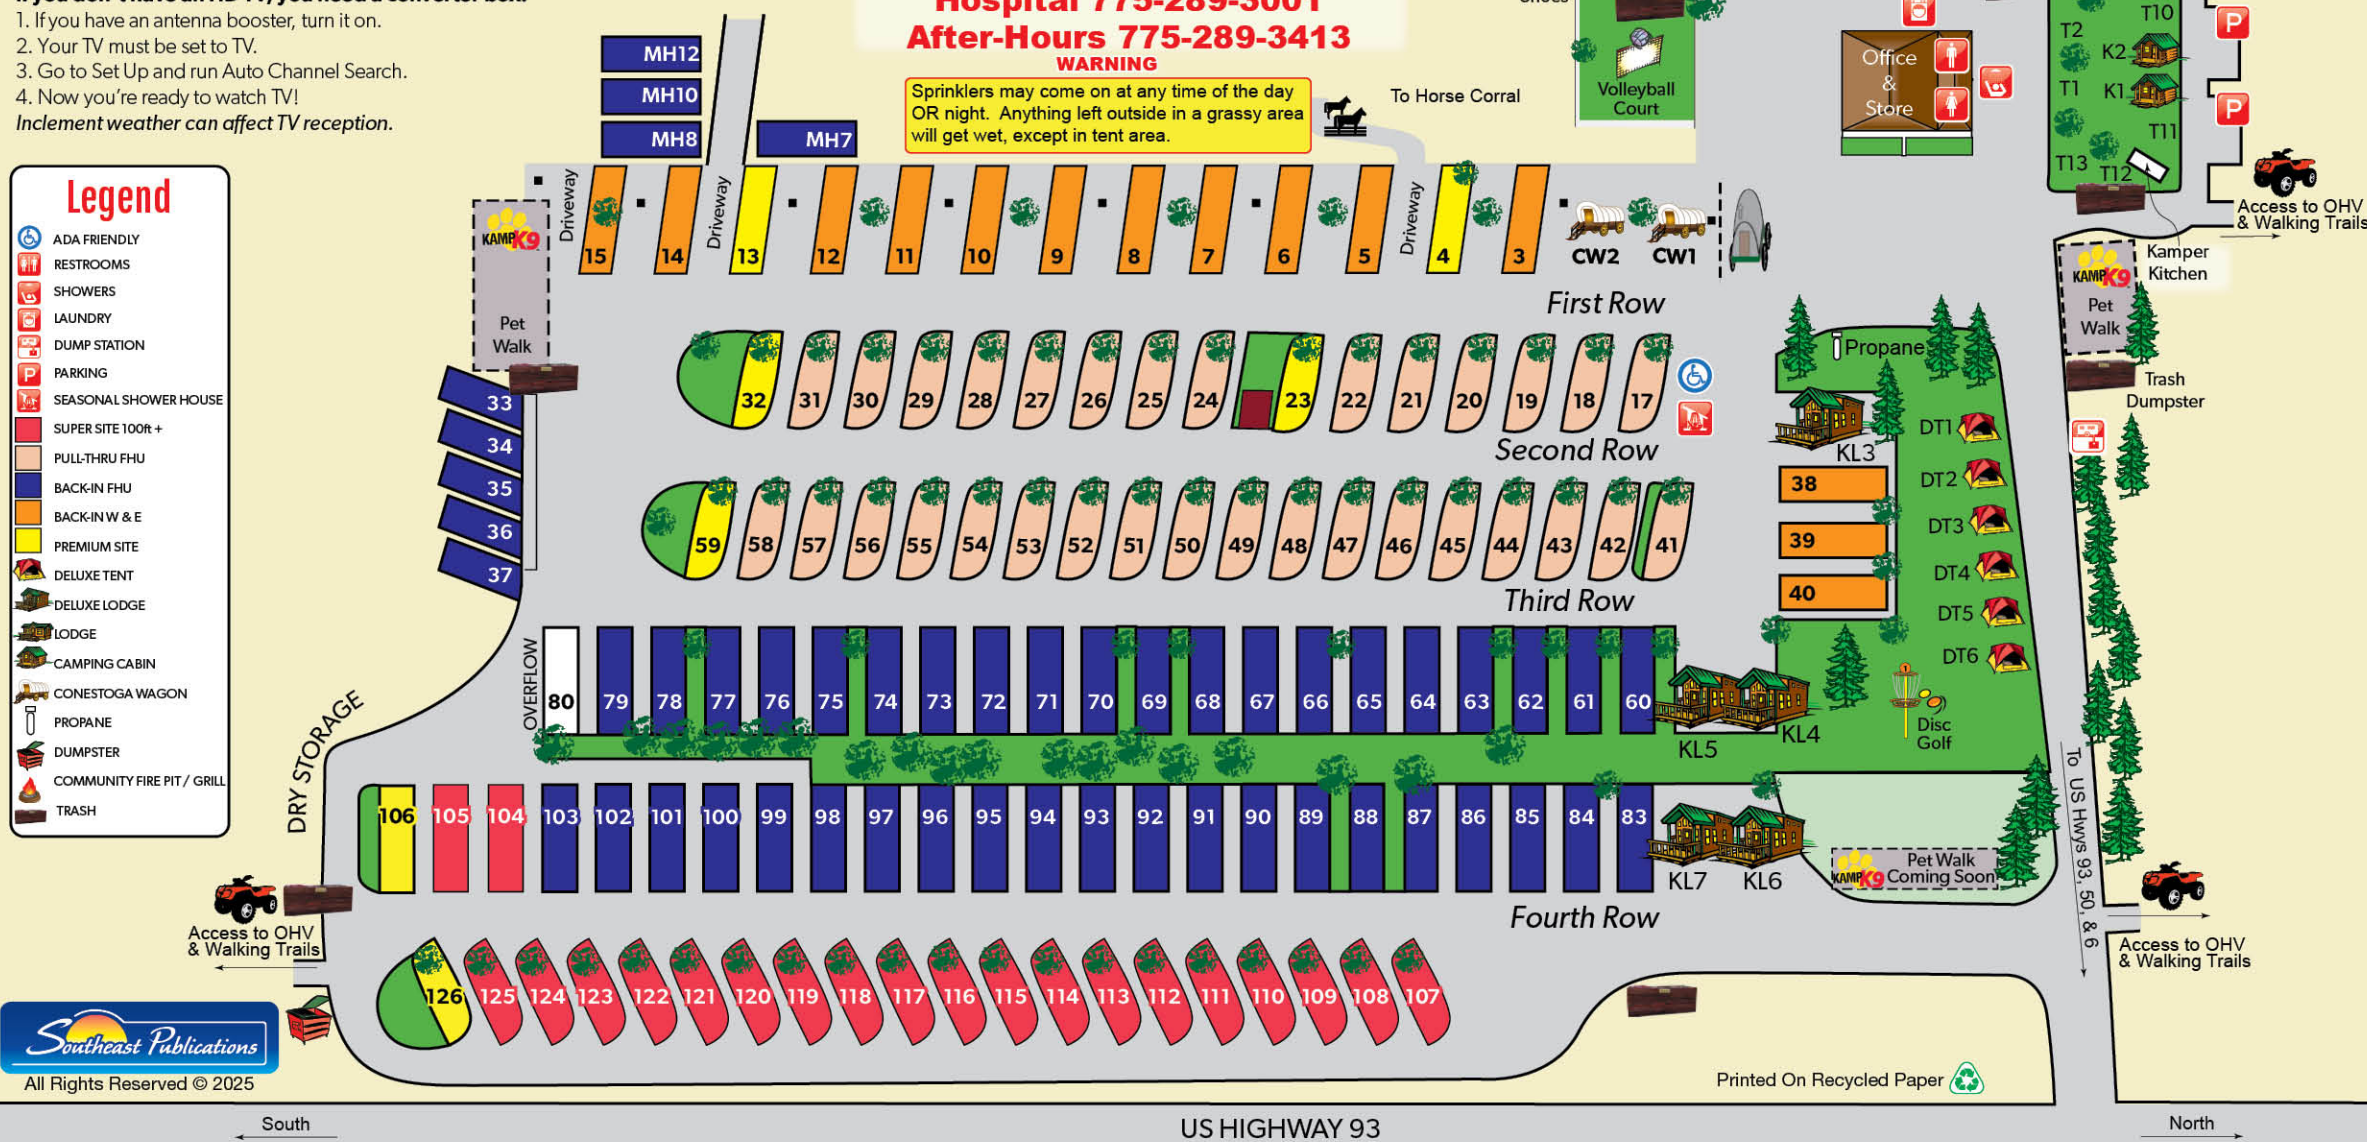 1. If you have an antenna booster, turn it on.
2. Your TV must be set to TV.
3. Go to Set Up and run Auto Channel Search.
4. Now you're ready to watch TV!
Inclement weather can affect TV reception.
Hospital 775-289-3001
After-Hours 775-289-3413
WARNING
Sprinklers may come on at any time of the day
OR night. Anything left outside in a grassy area
will get wet, except in tent area.
To Horse Corral
Volleyball
Court
Office
&
Store
T10
T2
K2
T1
K1
T11
T13
T12
P
P
Access to OHV
& Walking Trails
Kamper
Kitchen
MH12
MH10
MH8
MH7
Legend
ADA FRIENDLY
RESTROOMS
SHOWERS
LAUNDRY
DUMP STATION
P PARKING
SEASONAL SHOWER HOUSE
SUPER SITE 100ft +
PULL-THRU FHU
BACK-IN FHU
BACK-IN W & E
PREMIUM SITE
DELUXE TENT
DELUXE LODGE
LODGE
CAMPING CABIN
CONESTOGA WAGON
PROPANE
DUMPSTER
COMMUNITY FIRE PIT / GRILL
TRASH
KAMP K9
Pet
Walk
Driveway
15
14
Driveway
13
12
11
10
9
8
7
6
5
Driveway
4
3
CW2
CW1
First Row
KAMP K9
Pet
Walk
Trash
Dumpster
32 31 30 29 28 27 26 25 24 23 22 21 20 19 18 17
Second Row
33
34
35
36
37
59 58 57 56 55 54 53 52 51 50 49 48 47 46 45 44 43 42 41
Third Row
Propane
KL3
38
39
40
DT1
DT2
DT3
DT4
DT5
DT6
Disc
Golf
OVERFLOW
80 79 78 77 76 75 74 73 72 71 70 69 68 67 66 65 64 63 62 61 60
KL5
KL4
DRY STORAGE
106 105 104 103 102 101 100 99 98 97 96 95 94 93 92 91 90 89 88 87 86 85 84 83
KL7
KL6
KAMP K9
Pet Walk
Coming Soon
To US Hwys 93, 50, & 6
Fourth Row
Access to OHV
& Walking Trails
Access to OHV
& Walking Trails
126 125 124 123 122 121 120 119 118 117 116 115 114 113 112 111 110 109 108 107
Southeast Publications
All Rights Reserved © 2025
Printed On Recycled Paper
South
US HIGHWAY 93
North